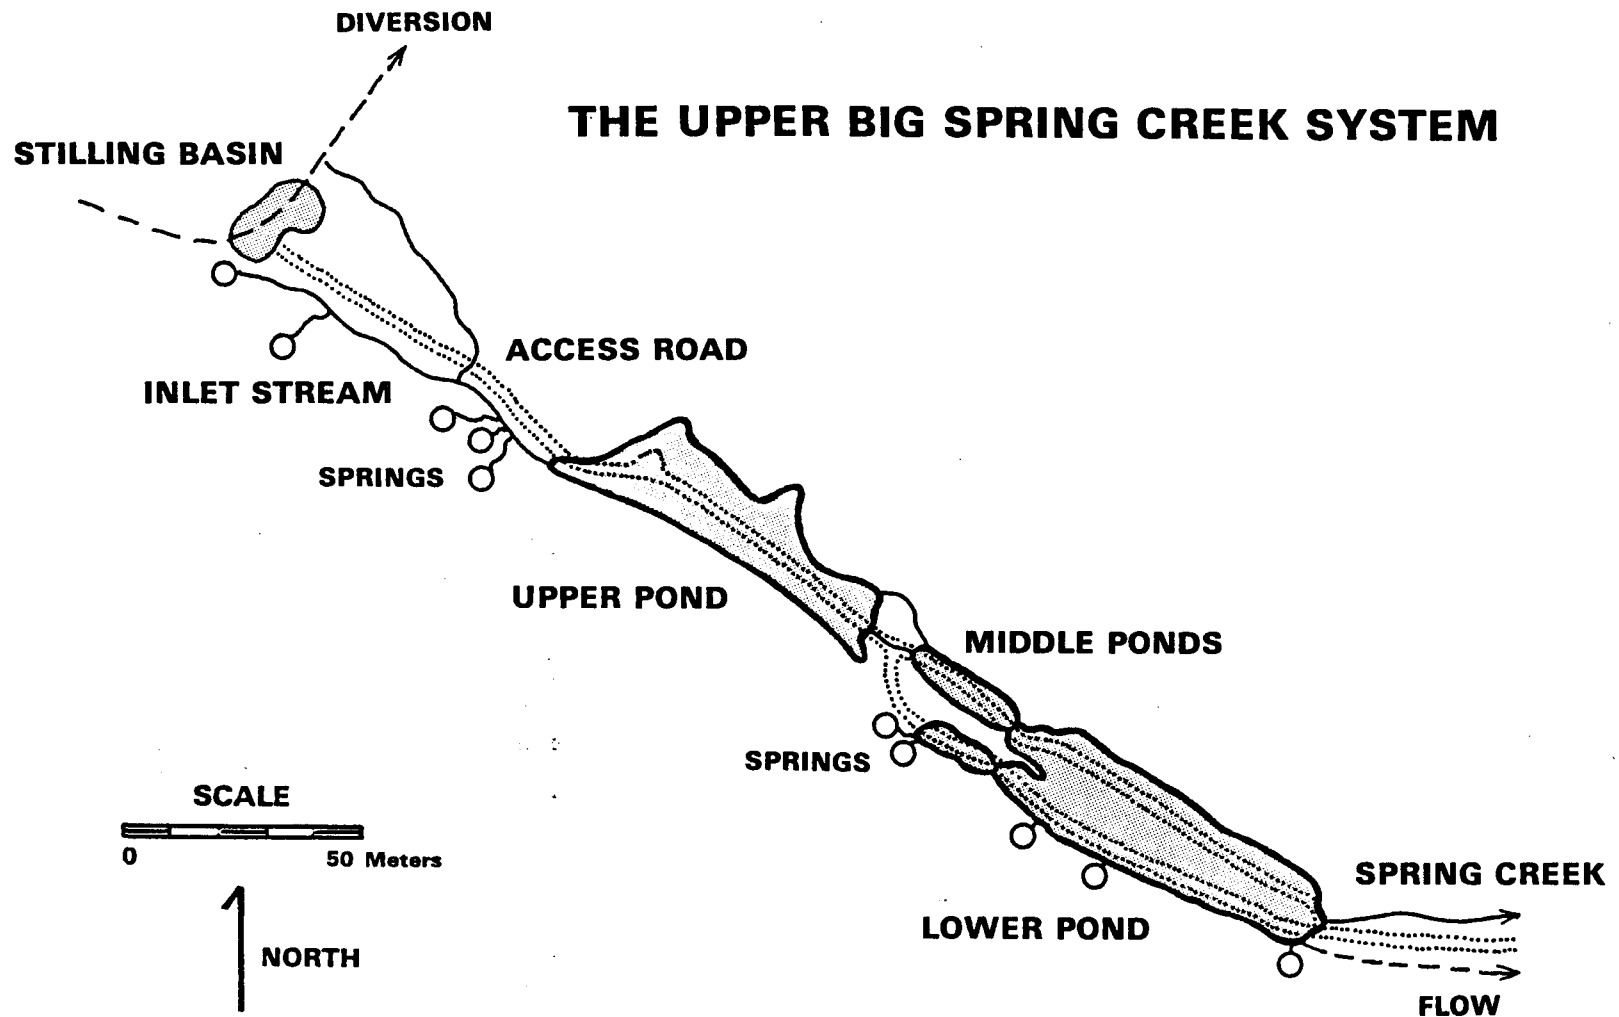 DIVERSION
THE UPPER BIG SPRING CREEK SYSTEM
STILLING BASIN
ACCESS ROAD
INLET STREAM
SPRINGS
UPPER POND
MIDDLE PONDS
SPRINGS
SCALE
0 50 Meters
SPRING CREEK
LOWER POND
NORTH
FLOW